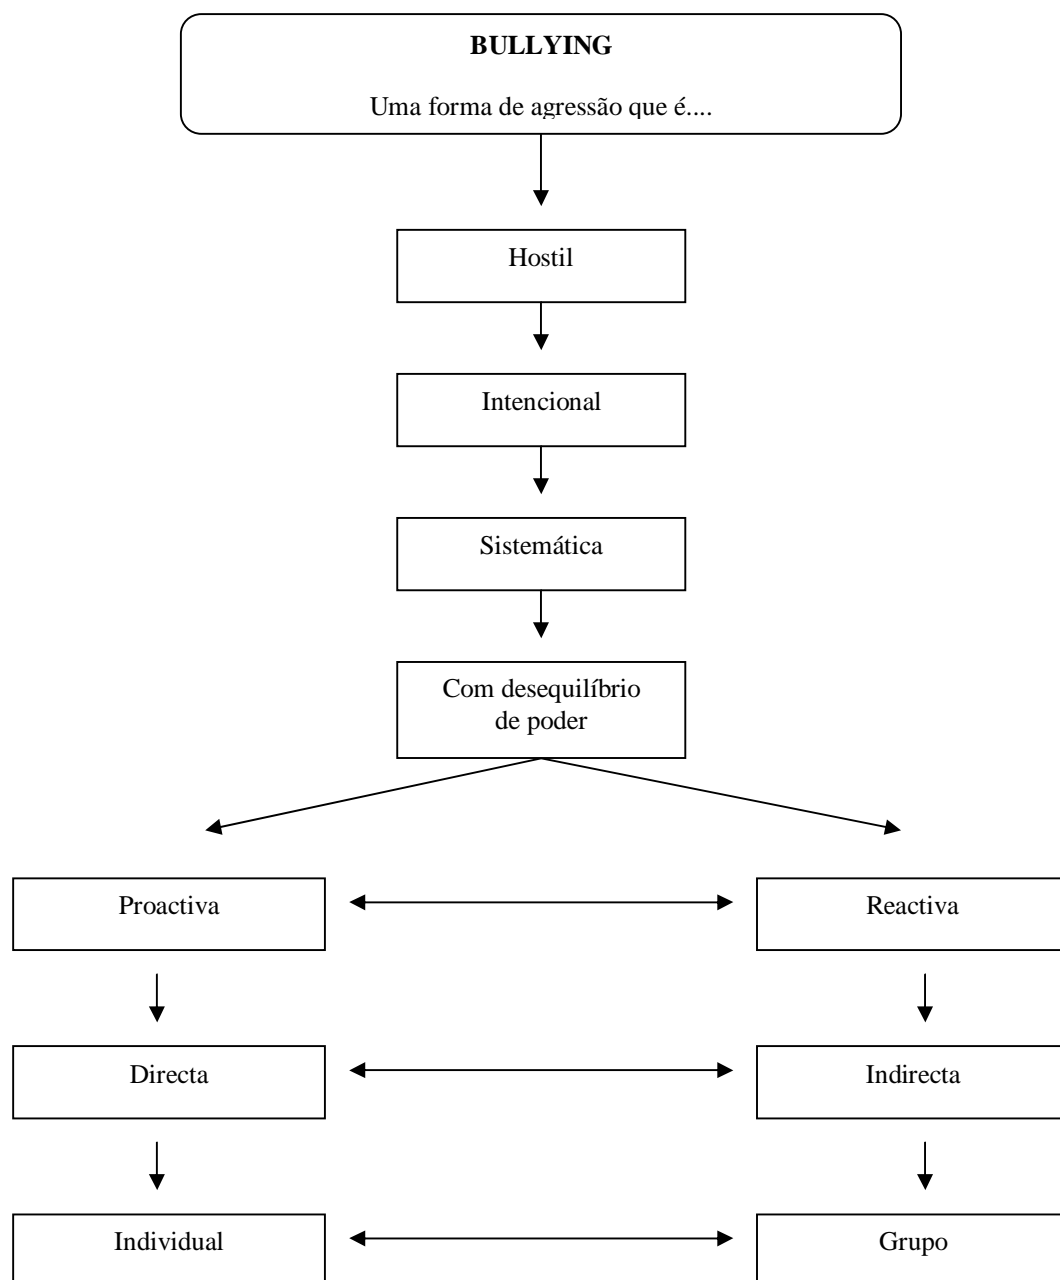 BULLYING
Uma forma de agressão que é....
Hostil
Intencional
Sistemática
Com desequilíbrio
de poder
Proactiva
Reactiva
Directa
Indirecta
Individual
Grupo